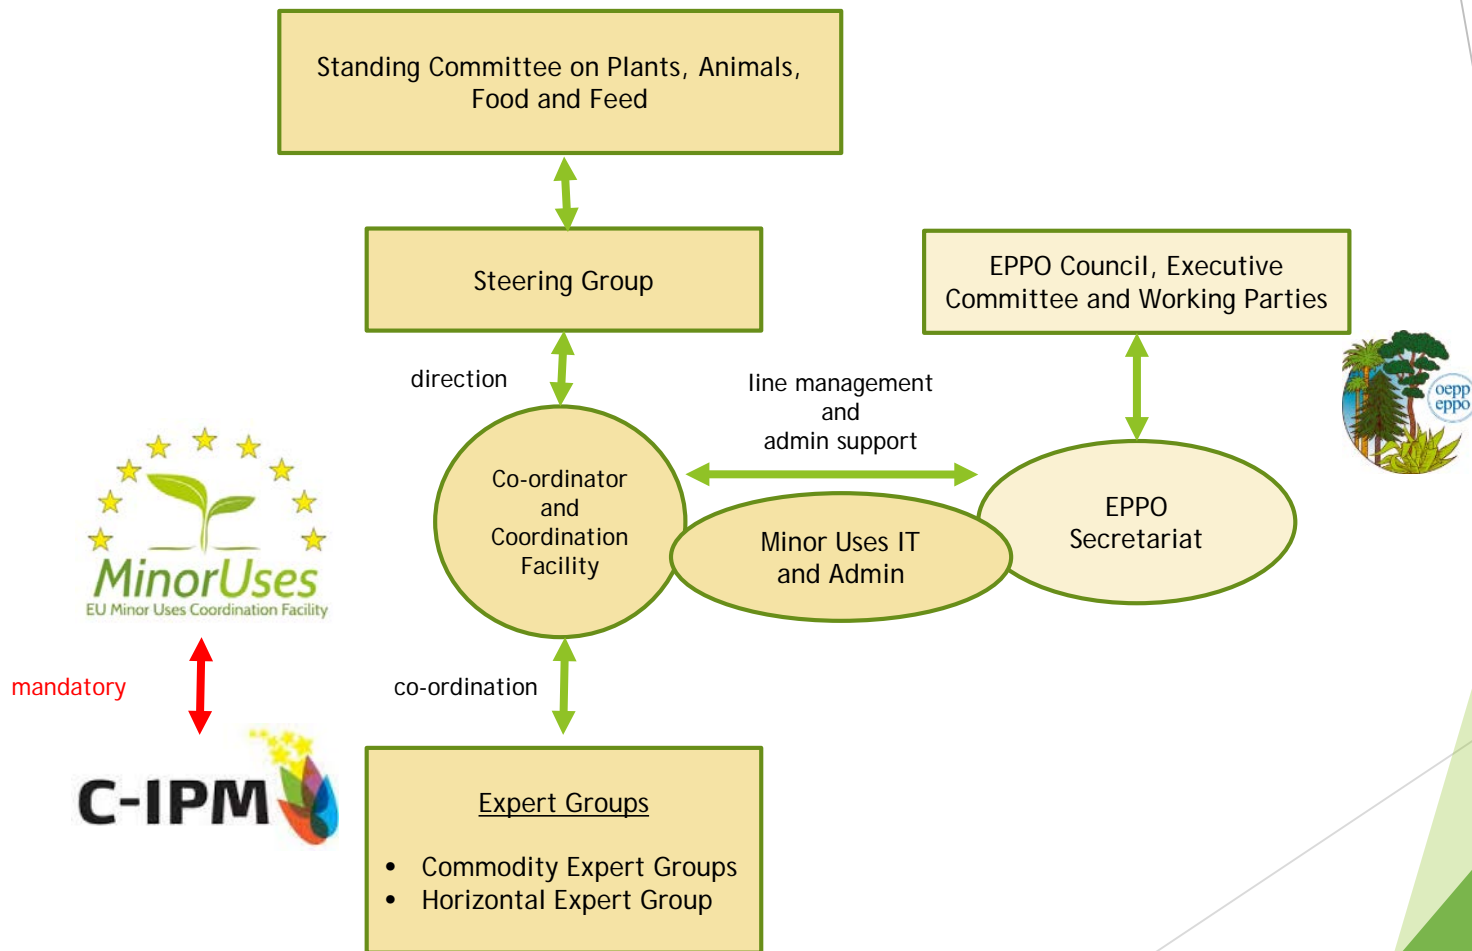 Standing Committee on Plants, Animals,
Food and Feed
Steering Group
EPPO Council, Executive
Committee and Working Parties
direction
line management
and
admin support
oepp
eppo
Co-ordinator
and
Coordination
Facility
Minor Uses IT
and Admin
EPPO
Secretariat
MinorUses
EU Minor Uses Coordination Facility
mandatory
co-ordination
C-IPM
Expert Groups
• Commodity Expert Groups
• Horizontal Expert Group